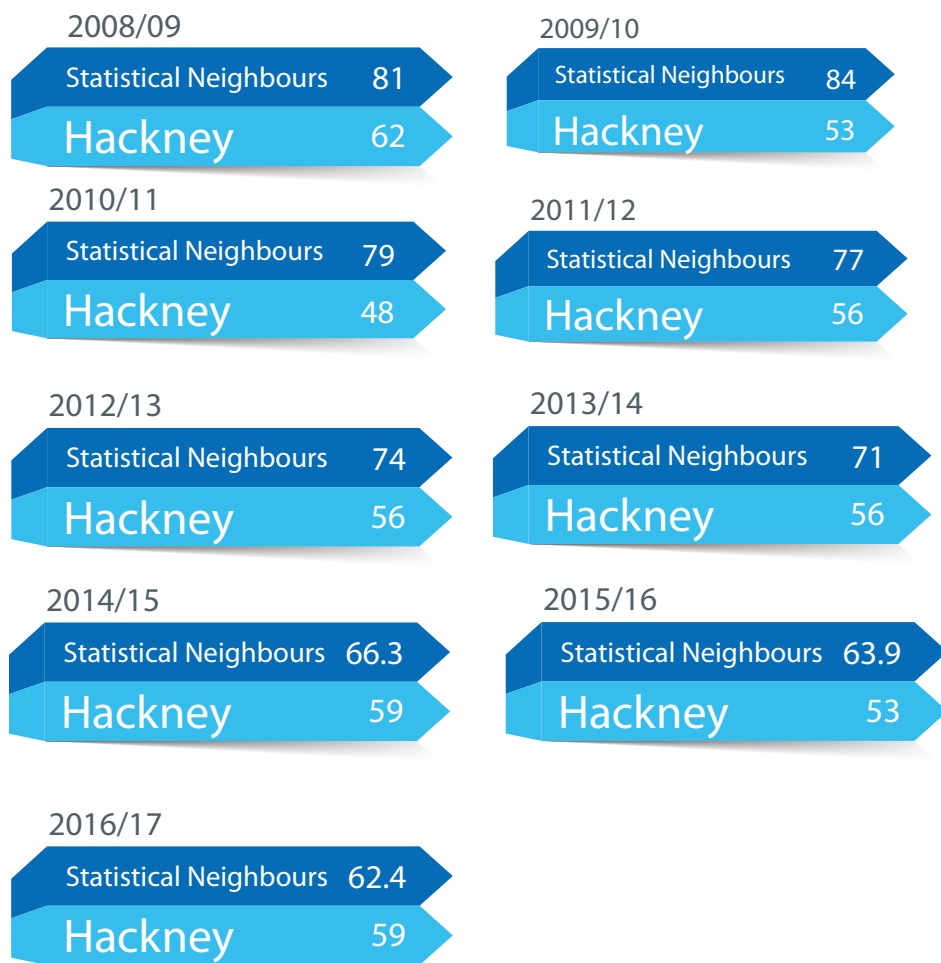 2008/09
Statistical Neighbours 81
Hackney 62
2009/10
Statistical Neighbours 84
Hackney 53
2010/11
Statistical Neighbours 79
Hackney 48
2011/12
Statistical Neighbours 77
Hackney 56
2012/13
Statistical Neighbours 74
Hackney 56
2013/14
Statistical Neighbours 71
Hackney 56
2014/15
Statistical Neighbours 66.3
Hackney 59
2015/16
Statistical Neighbours 63.9
Hackney 53
2016/17
Statistical Neighbours 62.4
Hackney 59